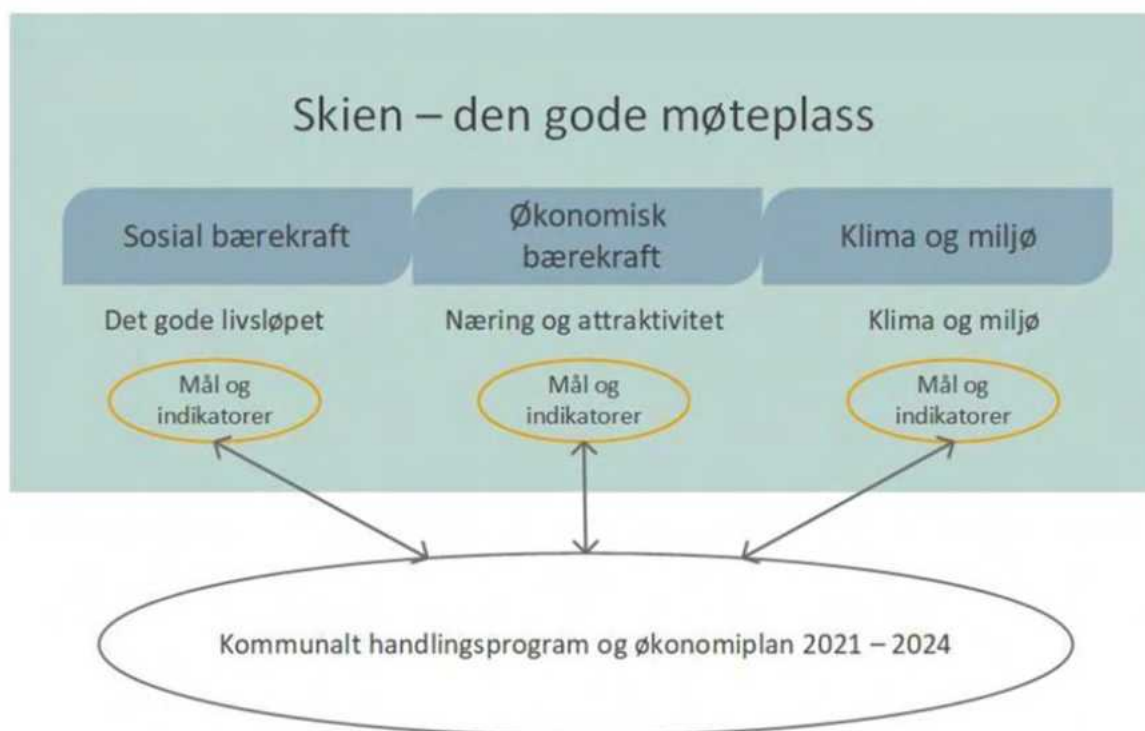 Skien – den gode møteplass
Sosial bærekraft
Økonomisk
bærekraft
Klima og miljø
Det gode livsløpet
Næring og attraktivitet
Klima og miljø
Mål og
indikatorer
Mål og
indikatorer
Mål og
indikatorer
Kommunalt handlingsprogram og økonomiplan 2021 – 2024